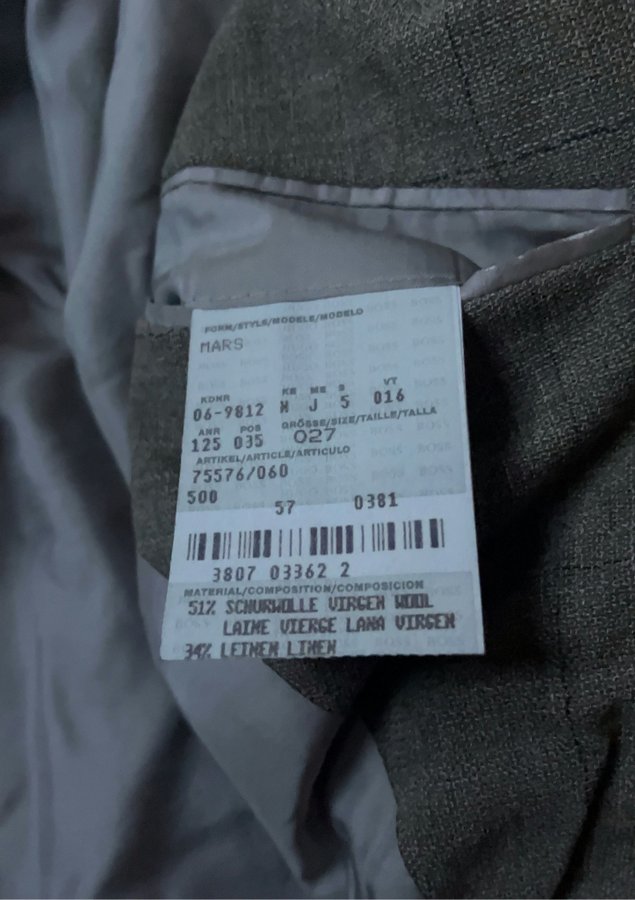 FORM/STYLE/MODELE/MODELO
MARS
KDNR KE ME S VT
06-9812 N J 5 016
ANR POS GRÖSSE/SIZE/TAILLE/TALLA
125 035 027
ARTIKEL/ARTICLE/ARTICULO
75576/060
500
57 0381
3807 03362 2
MATERIAL/COMPOSITION/COMPOSICION
51% SCHURWOLLE VIRGEN WOOL
LAINE VIERGE LANA VIRGEN
34% LEINEN LINEN